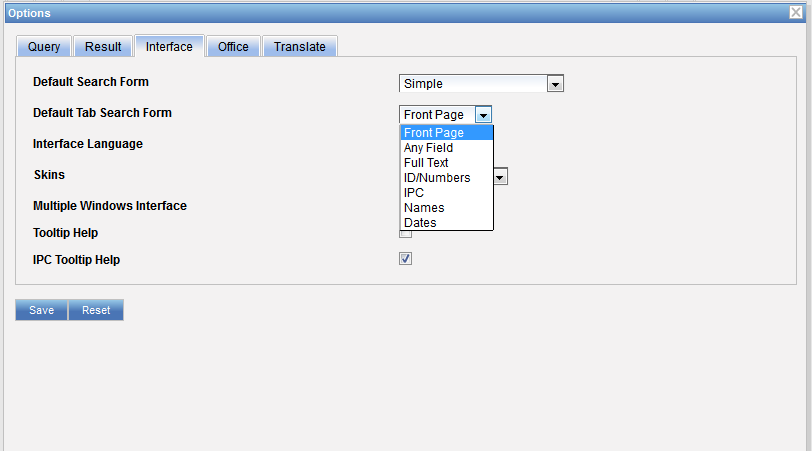 Options
Query Result Interface Office Translate
Default Search Form Simple
Default Tab Search Form Front Page
Front Page
Interface Language
Any Field
Full Text
Skins
ID/Numbers
IPC
Multiple Windows Interface
Names
Dates
Tooltip Help
IPC Tooltip Help
Save Reset